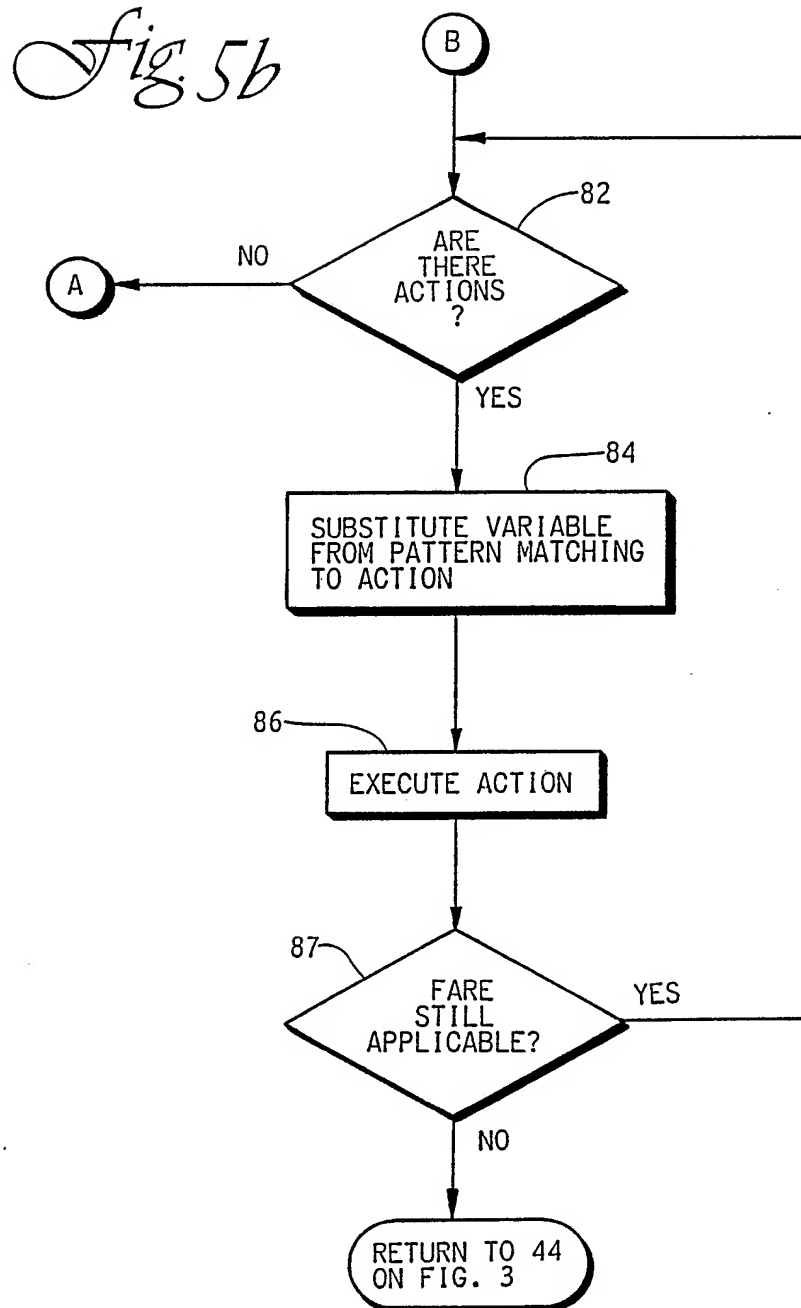 Fig. 5b
B
82
ARE
THERE
ACTIONS
?
NO
A
YES
84
SUBSTITUTE VARIABLE
FROM PATTERN MATCHING
TO ACTION
86
EXECUTE ACTION
87
FARE
STILL
APPLICABLE?
YES
NO
RETURN TO 44
ON FIG. 3